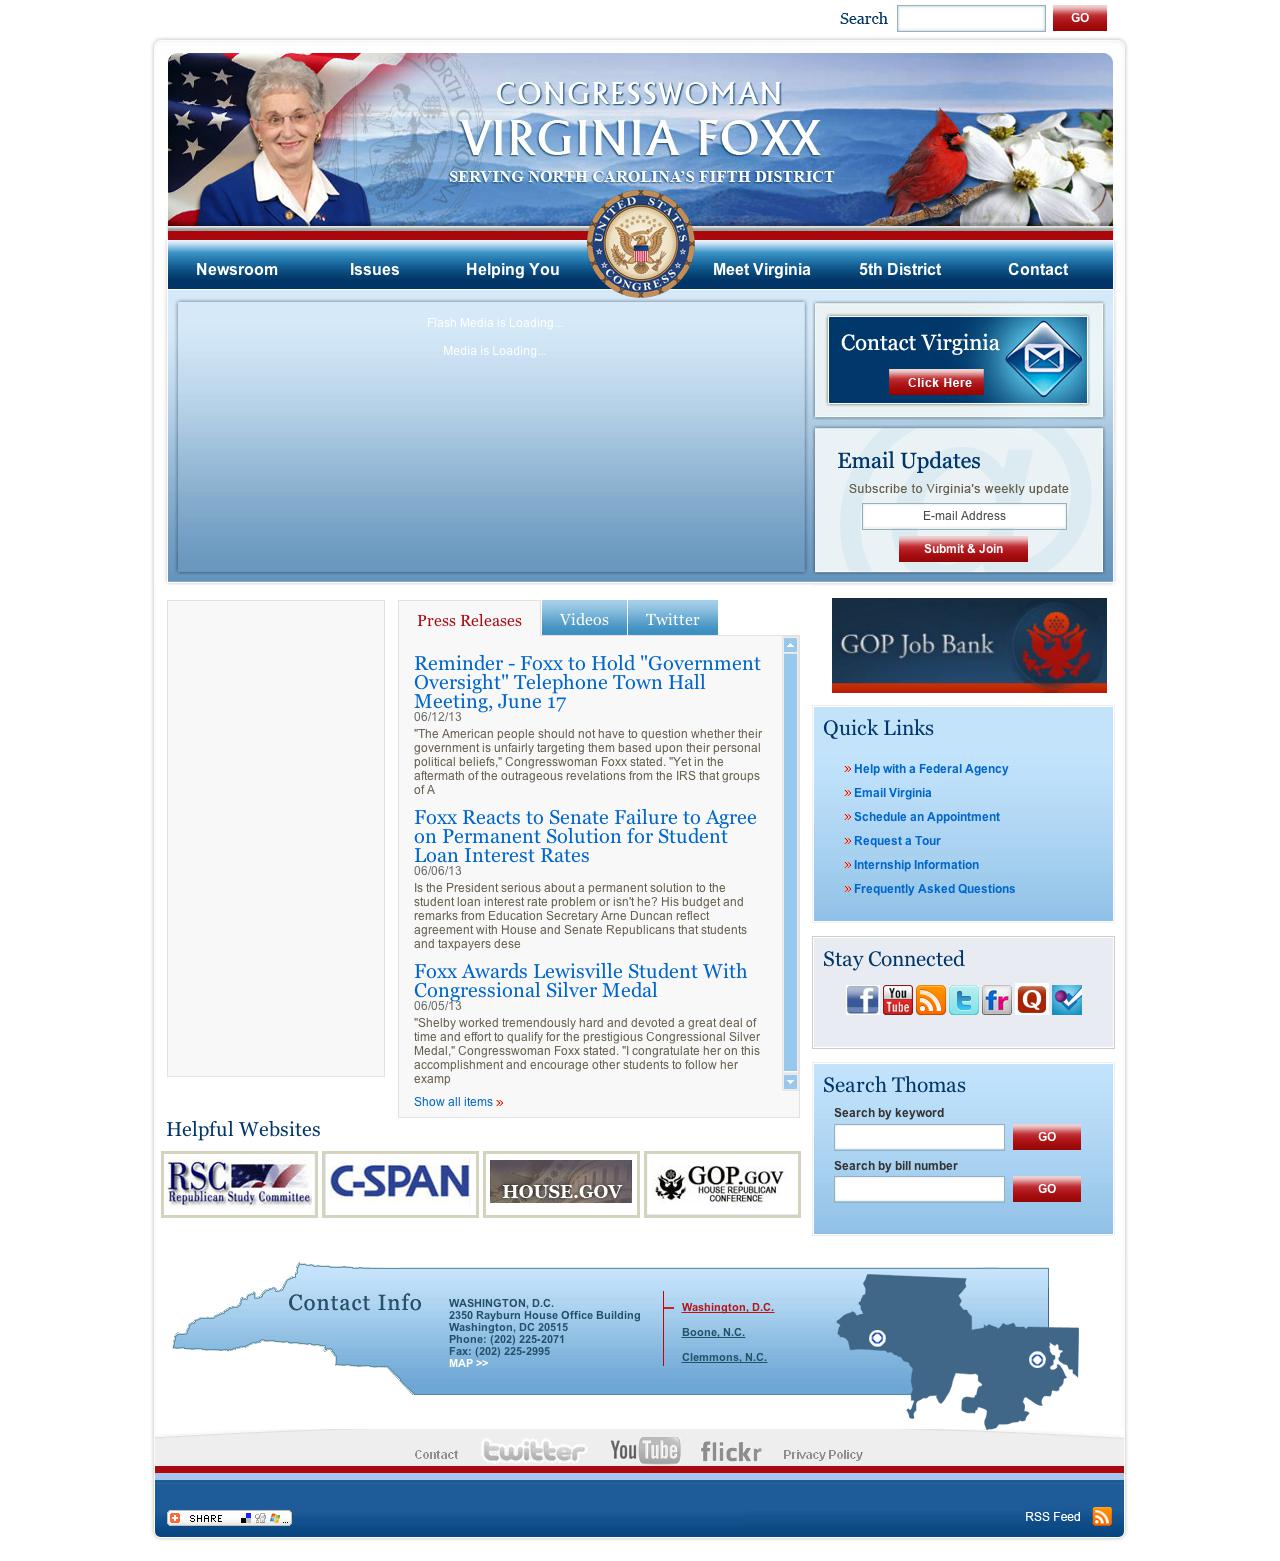 Search GO
CONGRESSWOMAN
VIRGINIA FOXX
SERVING NORTH CAROLINA'S FIFTH DISTRICT
UNITED STATES
CONGRESS
Newsroom Issues Helping You Meet Virginia 5th District Contact
Flash Media is Loading...
Media is Loading...
Contact Virginia
Click Here
Email Updates
Subscribe to Virginia's weekly update
E-mail Address
Submit & Join
Press Releases Videos Twitter
Reminder - Foxx to Hold "Government
Oversight" Telephone Town Hall
Meeting, June 17
06/12/13
"The American people should not have to question whether their
government is unfairly targeting them based upon their personal
political beliefs," Congresswoman Foxx stated. "Yet in the
aftermath of the outrageous revelations from the IRS that groups
of A
Foxx Reacts to Senate Failure to Agree
on Permanent Solution for Student
Loan Interest Rates
06/06/13
Is the President serious about a permanent solution to the
student loan interest rate problem or isn't he? His budget and
remarks from Education Secretary Arne Duncan reflect
agreement with House and Senate Republicans that students
and taxpayers dese
Foxx Awards Lewisville Student With
Congressional Silver Medal
06/05/13
"Shelby worked tremendously hard and devoted a great deal of
time and effort to qualify for the prestigious Congressional Silver
Medal," Congresswoman Foxx stated. "I congratulate her on this
accomplishment and encourage other students to follow her
examp
Show all items »
GOP Job Bank
Quick Links
» Help with a Federal Agency
» Email Virginia
» Schedule an Appointment
» Request a Tour
» Internship Information
» Frequently Asked Questions
Stay Connected
f You Tube t fr Q
Search Thomas
Search by keyword
GO
Search by bill number
GO
Helpful Websites
RSC
Republican Study Committee
C-SPAN
HOUSE.GOV
GOP.GOV
HOUSE REPUBLICAN
CONFERENCE
Contact Info
WASHINGTON, D.C.
2350 Rayburn House Office Building
Washington, DC 20515
Phone: (202) 225-2071
Fax: (202) 225-2995
MAP >>
Washington, D.C.
Boone, N.C.
Clemmons, N.C.
Contact twitter YouTube flickr Privacy Policy
SHARE ...
RSS Feed